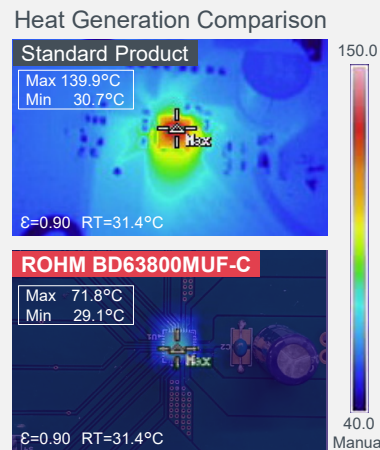 Heat Generation Comparison
Standard Product
150.0
Max 139.9°C
Min 30.7°C
Max
Ɛ=0.90 RT=31.4°C
ROHM BD63800MUF-C
Max 71.8°C
Min 29.1°C
Max
Ɛ=0.90 RT=31.4°C
40.0
Manua